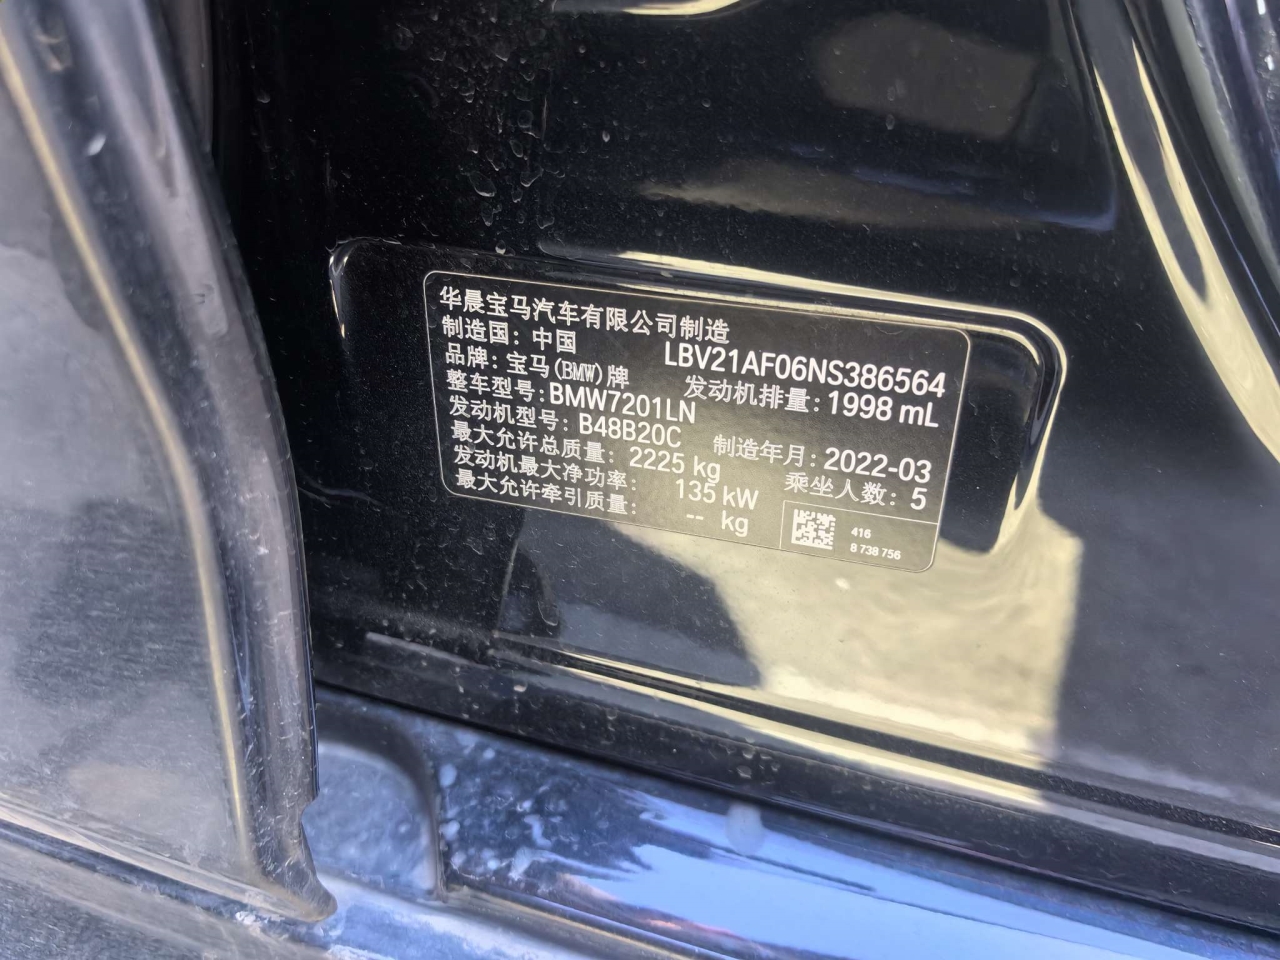 华晨宝马汽车有限公司制造
制造国: 中国 LBV21AF06NS386564
品牌: 宝马(BMW)牌 发动机排量: 1998 mL
整车型号: BMW7201LN
发动机型号: B48B20C 制造年月: 2022-03
最大允许总质量: 2225 kg 乘坐人数: 5
发动机最大净功率: 135 kW
最大允许牵引质量: -- kg
416
8 738 756